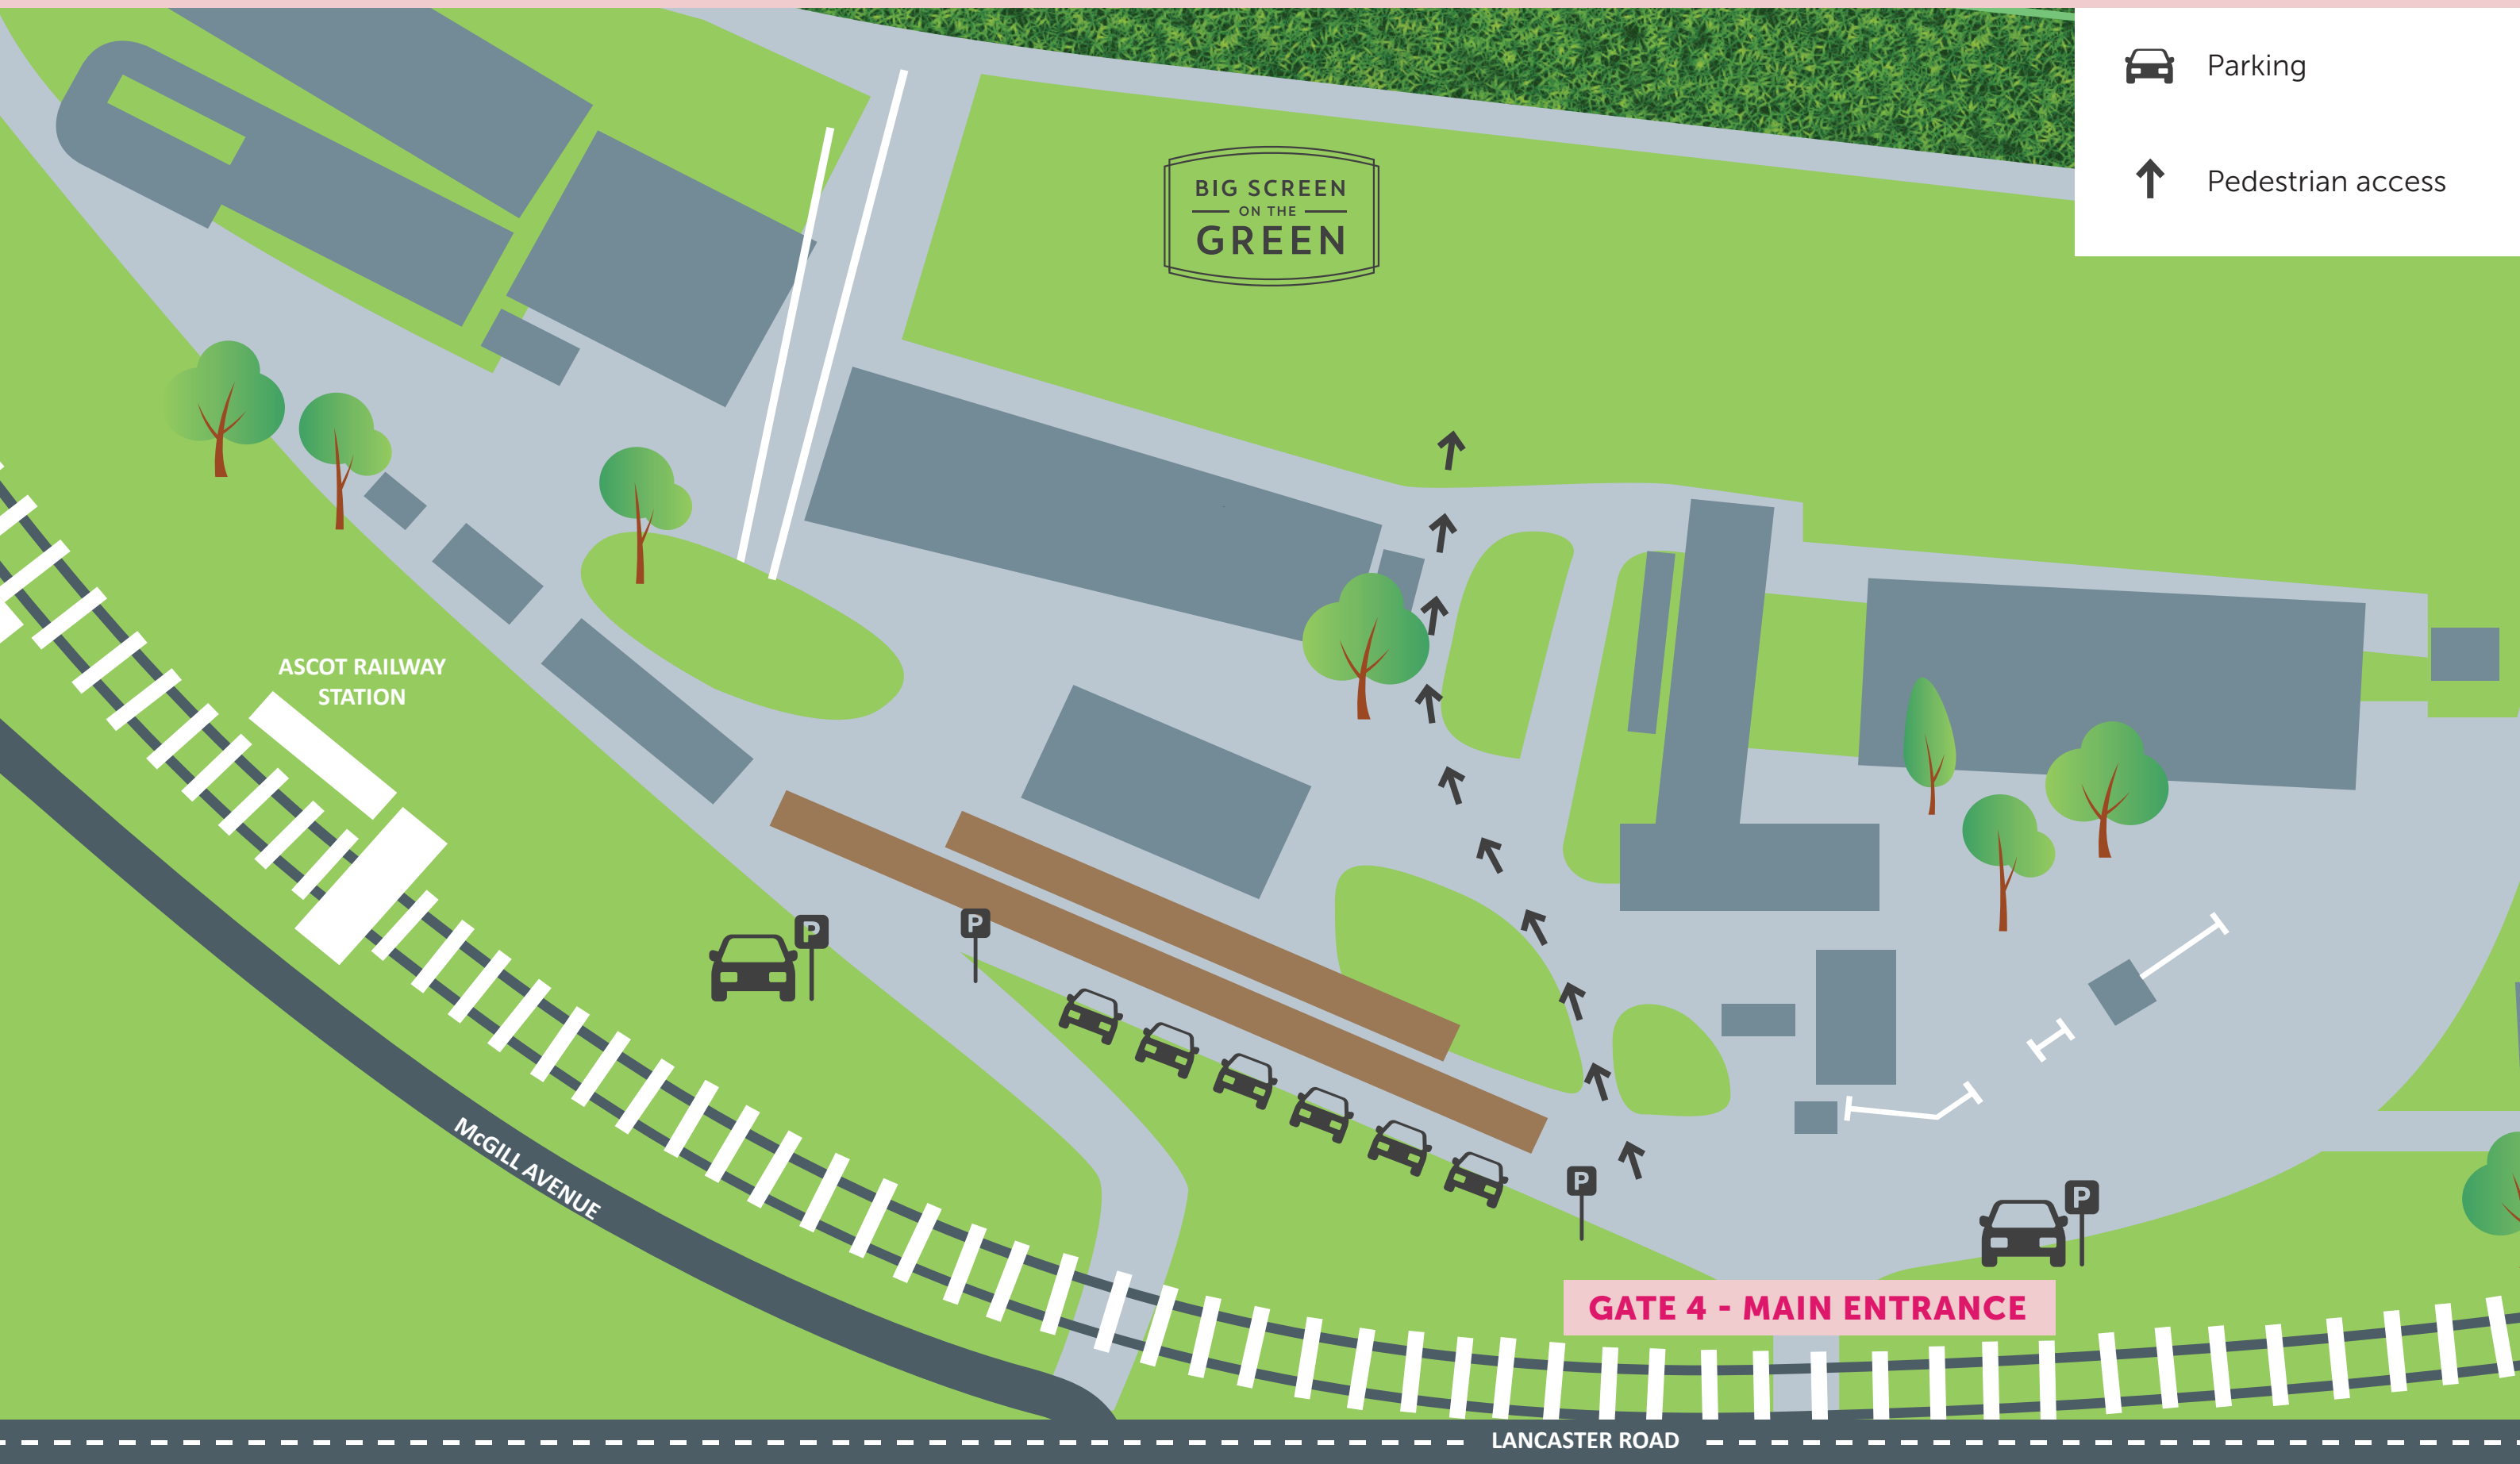 Parking
Pedestrian access
BIG SCREEN
ON THE
GREEN
ASCOT RAILWAY
STATION
P
P
McGILL AVENUE
P
P
GATE 4 - MAIN ENTRANCE
LANCASTER ROAD